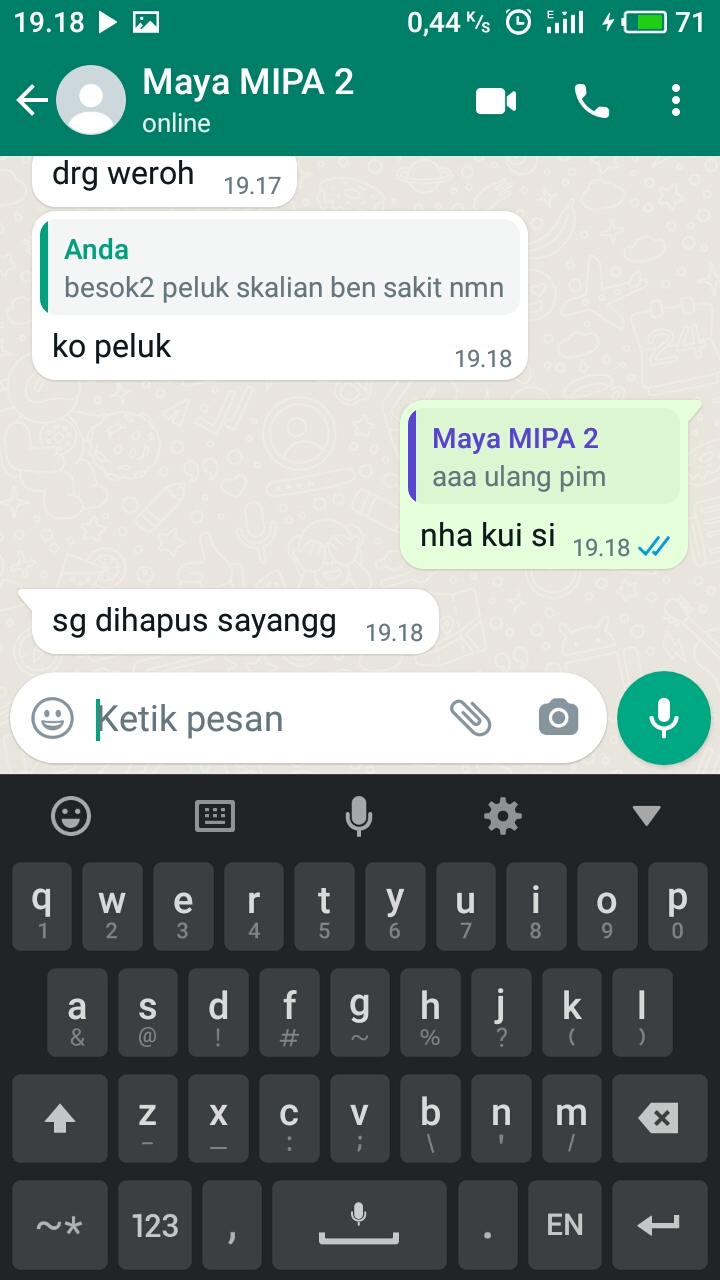 19.18 0,44 K/s E 71
Maya MIPA 2
online
drg weroh 19.17
Anda
besok2 peluk skalian ben sakit nmn
ko peluk 19.18
Maya MIPA 2
aaa ulang pim
nha kui si 19.18
sg dihapus sayangg 19.18
Ketik pesan
q w e r t y u i o p
1 2 3 4 5 6 7 8 9 0
a s d f g h j k l
& @ ! # ~ % ? ( )
z x c v b n m
- _ : ; \ ' /
~* 123 , . EN